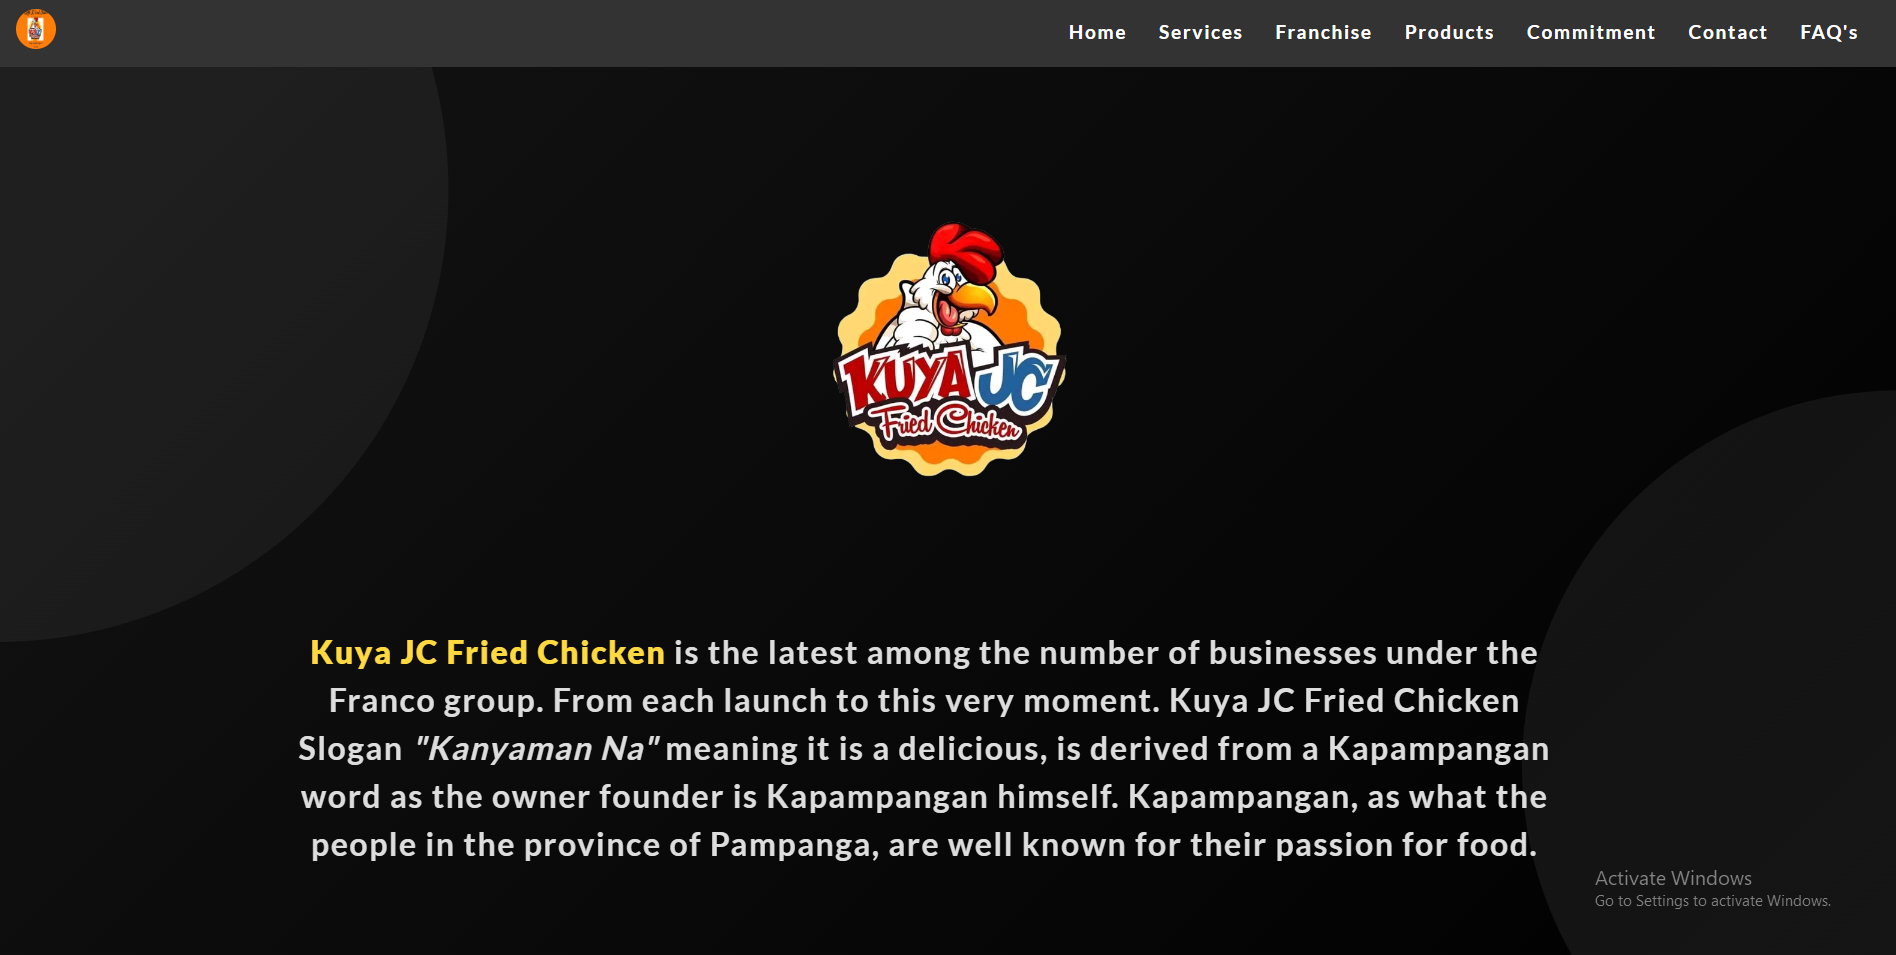 Home Services Franchise Products Commitment Contact FAQ's
KUYA JC
Fried Chicken
Kuya JC Fried Chicken is the latest among the number of businesses under the
Franco group. From each launch to this very moment. Kuya JC Fried Chicken
Slogan "Kanyaman Na" meaning it is a delicious, is derived from a Kapampangan
word as the owner founder is Kapampangan himself. Kapampangan, as what the
people in the province of Pampanga, are well known for their passion for food.
Activate Windows
Go to Settings to activate Windows.